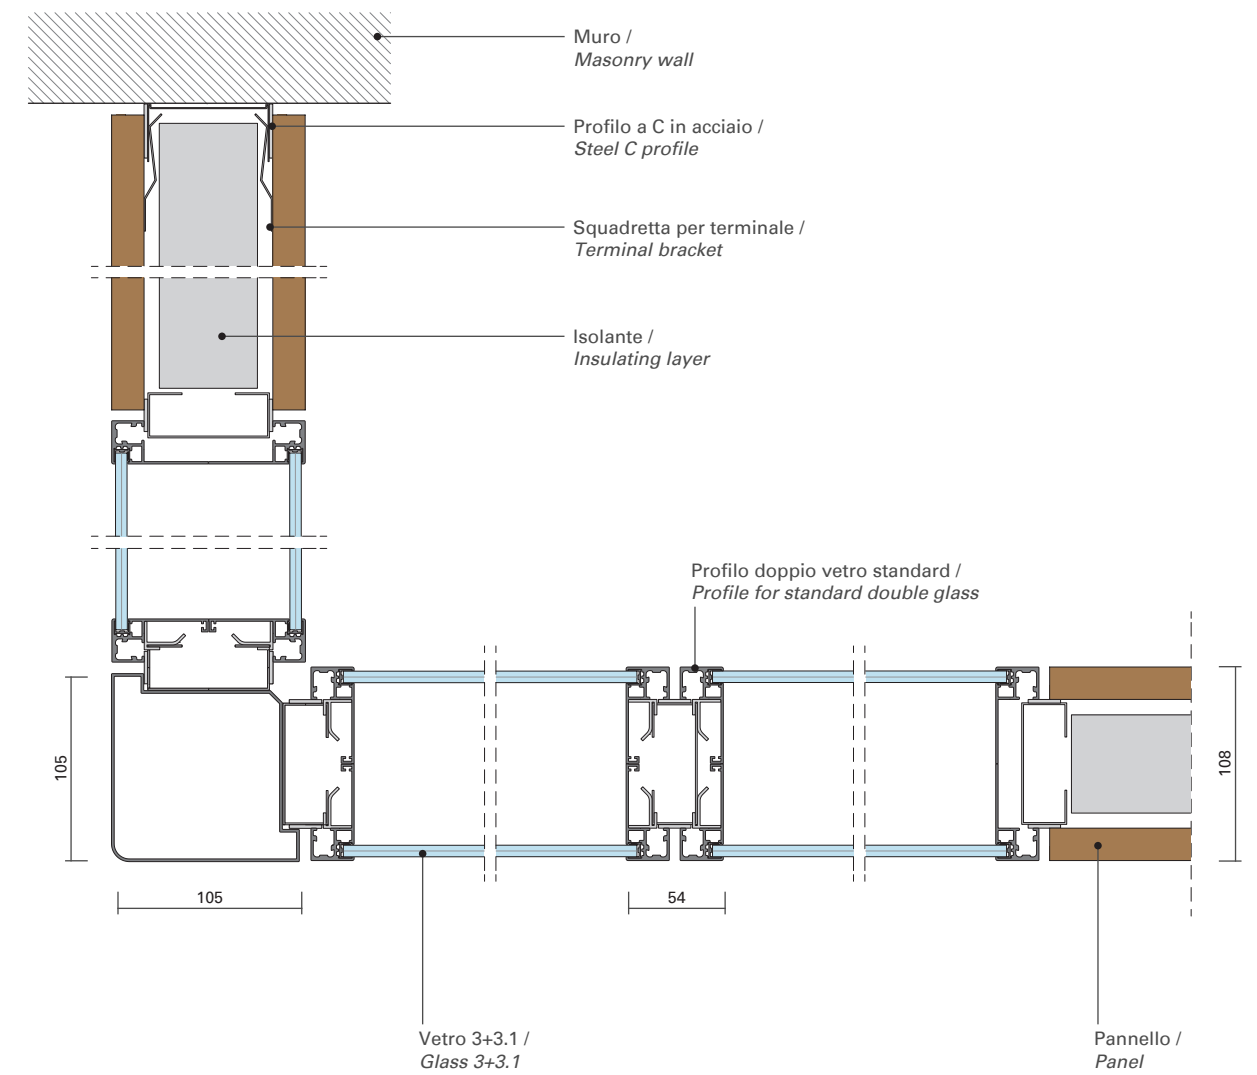 Muro /
Masonry wall
Profilo a C in acciaio /
Steel C profile
Squadretta per terminale /
Terminal bracket
Isolante /
Insulating layer
Profilo doppio vetro standard /
Profile for standard double glass
105
108
105
54
Vetro 3+3.1 /
Glass 3+3.1
Pannello /
Panel